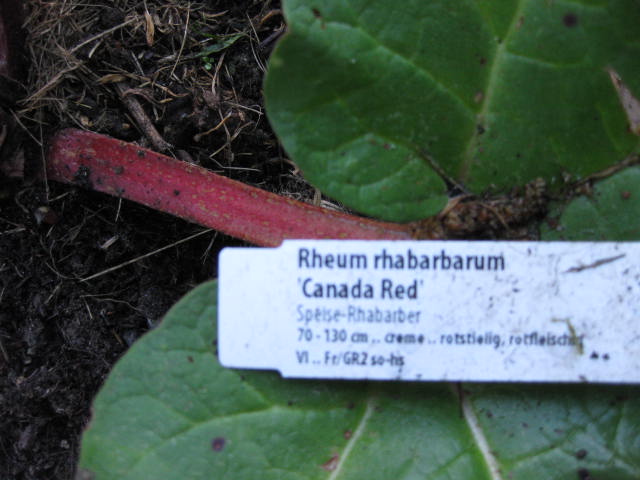 Rheum rhabarbarum
'Canada Red'
Speise-Rhabarber
70 - 130 cm .. creme .. rotstielig, rotfleischig
VI .. Fr/GR2 so-hs